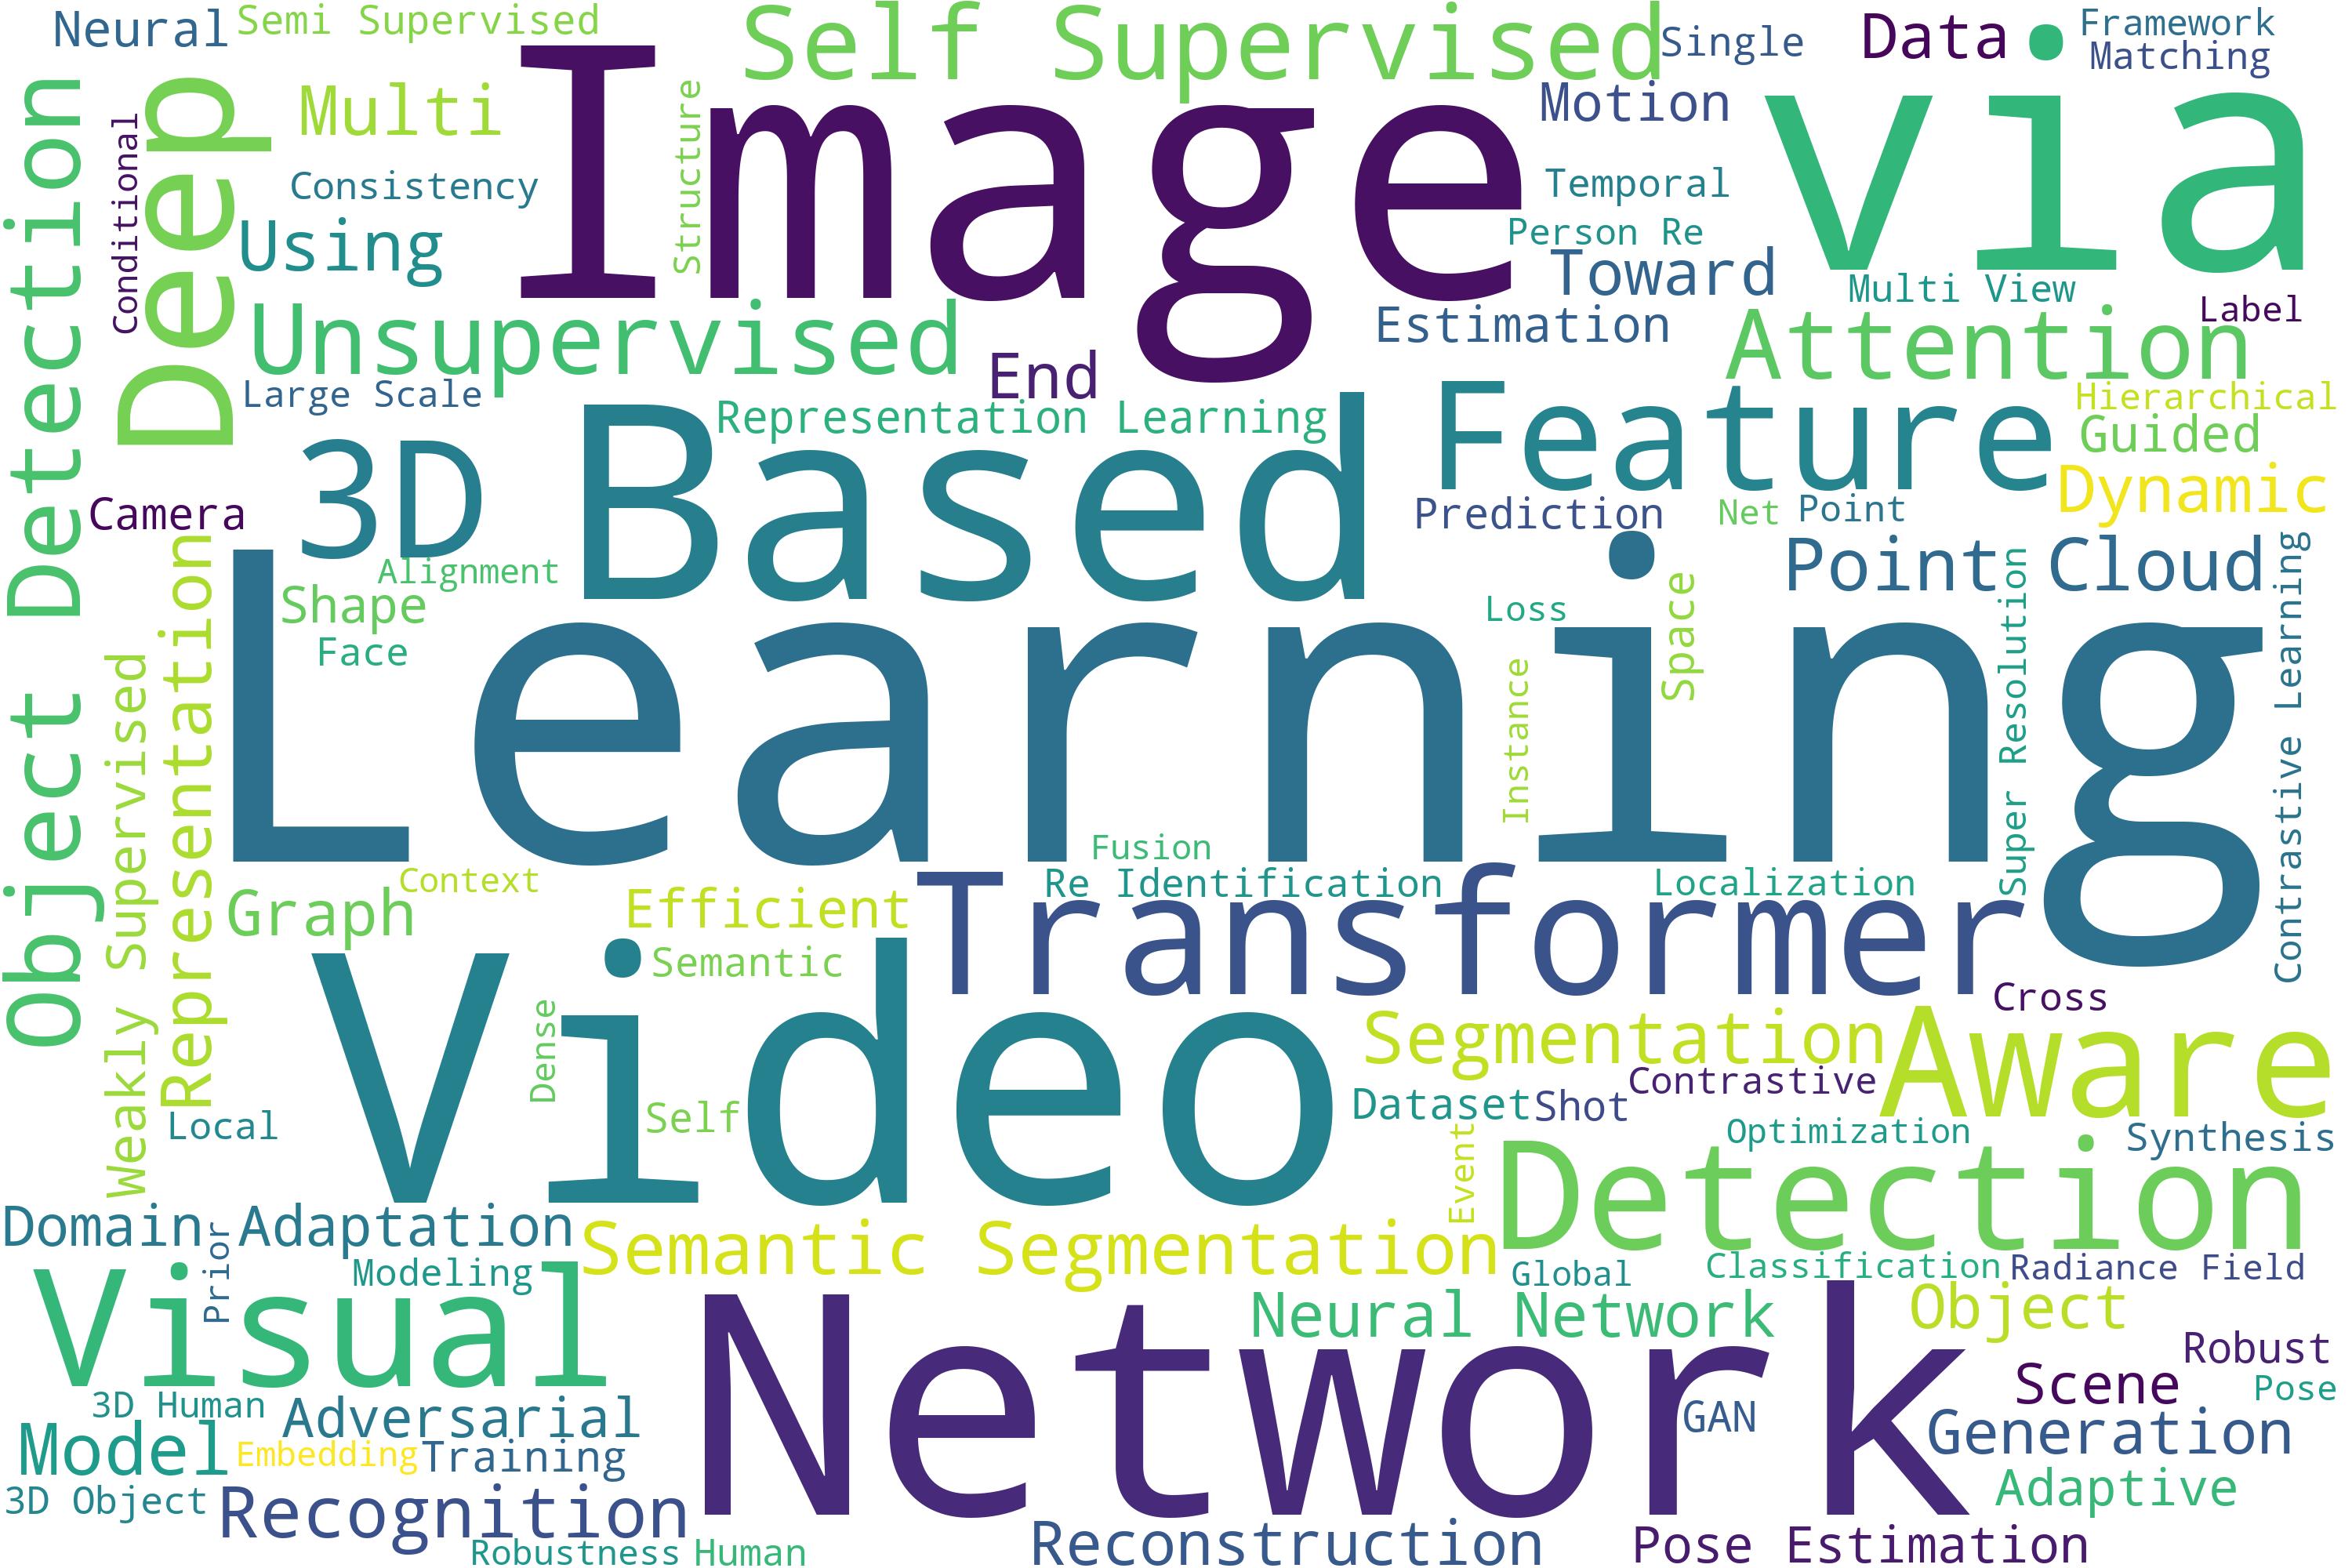 Neural
Semi Supervised
Self Supervised
Single
Data
Framework
Matching
Object Detection
Conditional
Deep
Multi
Structure
Image
Motion
via
Consistency
Temporal
Using
Person Re
Toward
Multi View
Label
Unsupervised
Estimation
Attention
End
Large Scale
Representation Learning
Feature
Hierarchical
Guided
Camera
3D
Based
Prediction
Net
Point
Dynamic
Alignment
Point Cloud
Shape
Face
Learning
Loss
Space
Instance
Super Resolution
Contrastive Learning
Weakly Supervised
Representation
Fusion
Context
Graph
Efficient
Re Identification
Localization
Transformer
Semantic
Cross
Video
Dense
Segmentation
Aware
Contrastive
Local
Self
Dataset
Shot
Event
Optimization
Synthesis
Detection
Domain Adaptation
Prior
Modeling
Semantic Segmentation
Global
Classification
Radiance Field
Visual
Network
Neural Network
Object
Robust
Scene
Pose
3D Human
Adversarial
GAN
Generation
Model
Embedding
Training
Adaptive
3D Object
Recognition
Robustness
Human
Reconstruction
Pose Estimation